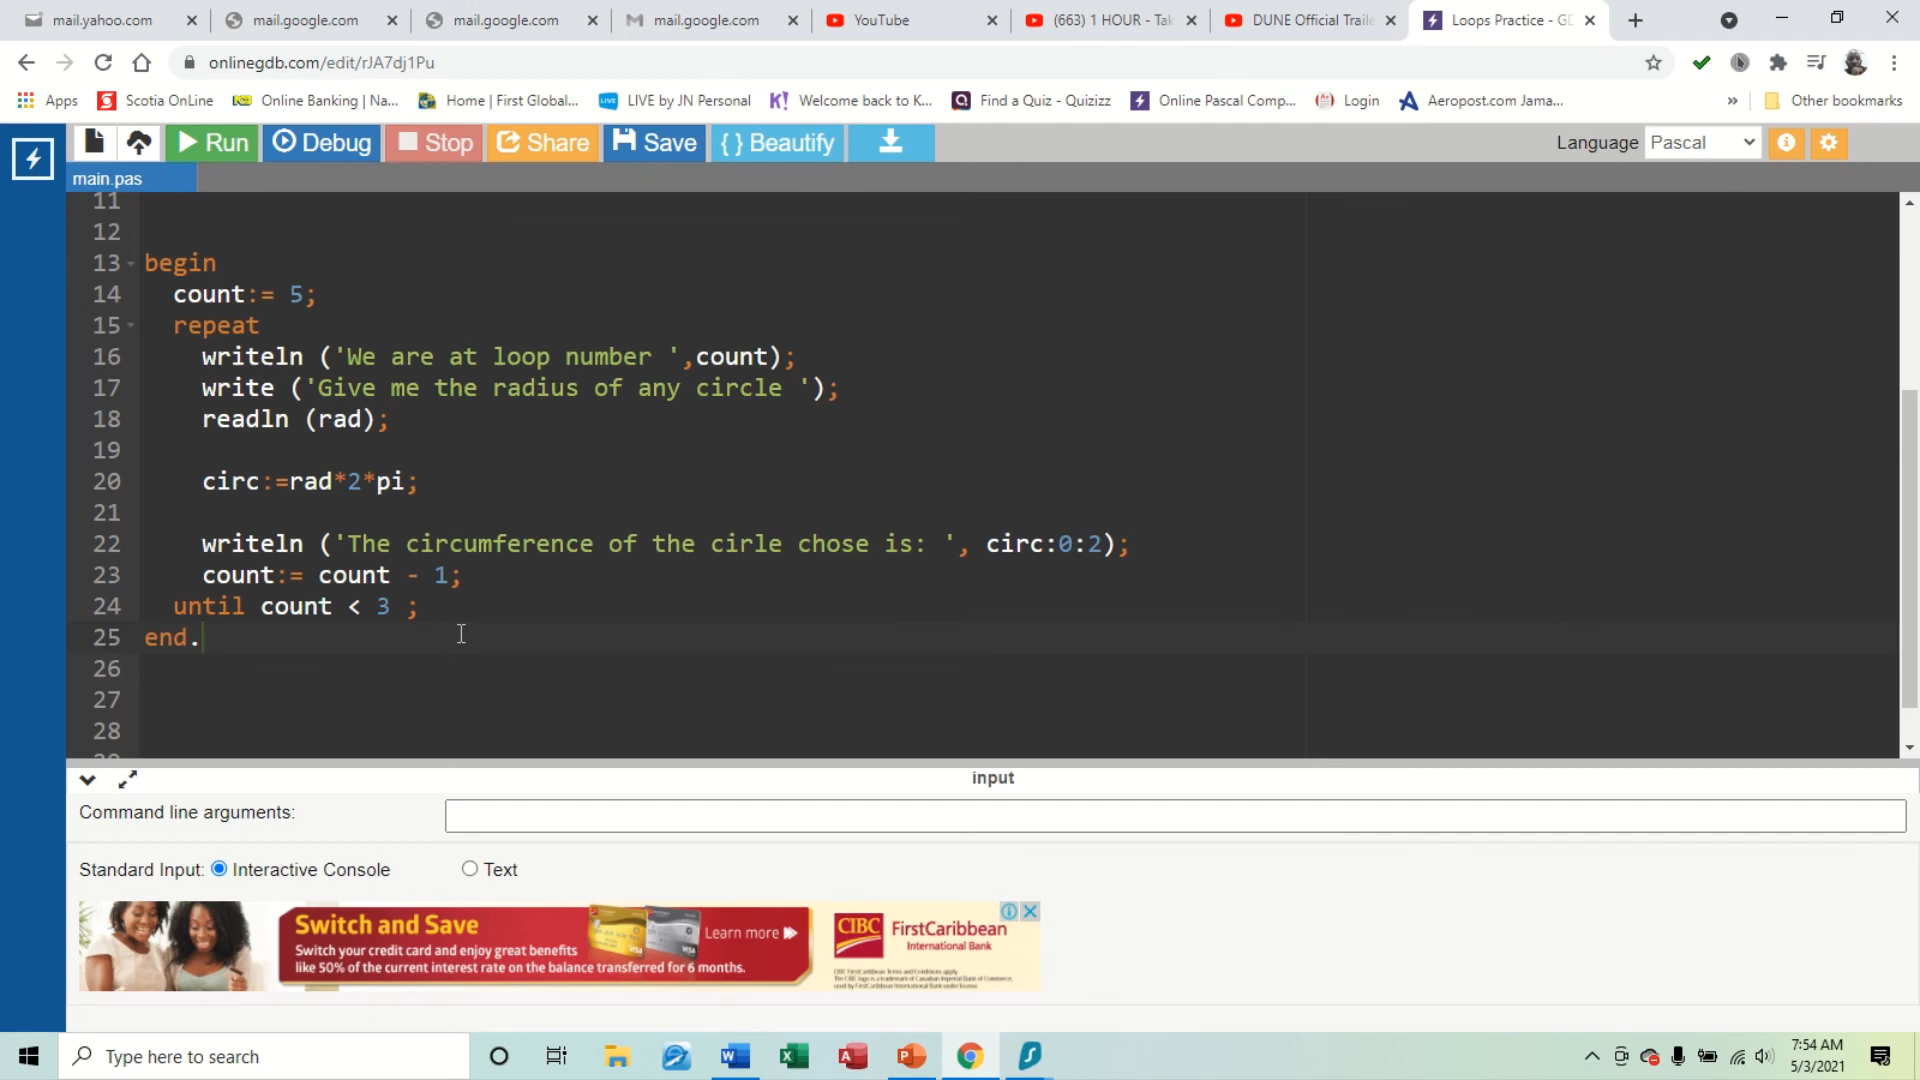 mail.yahoo.com
mail.google.com
mail.google.com
mail.google.com
YouTube
(663) 1 HOUR - Tak
DUNE Official Traile
Loops Practice - GD
onlinegdb.com/edit/rJA7dj1Pu
Apps
Scotia OnLine
Online Banking | Na...
Home | First Global...
LIVE by JN Personal
Welcome back to K...
Find a Quiz - Quizizz
Online Pascal Comp...
Login
Aeropost.com Jama...
»
Other bookmarks
Run
Debug
Stop
Share
Save
{ } Beautify
Language
Pascal
main.pas
11
12
13 begin
14 count:= 5;
15 repeat
16 writeln ('We are at loop number ',count);
17 write ('Give me the radius of any circle ');
18 readln (rad);
19
20 circ:=rad*2*pi;
21
22 writeln ('The circumference of the cirle chose is: ', circ:0:2);
23 count:= count - 1;
24 until count < 3 ;
25 end.
26
27
28
input
Command line arguments:
Standard Input:
Interactive Console
Text
Switch and Save
Switch your credit card and enjoy great benefits
like 50% of the current interest rate on the balance transferred for 6 months.
Learn more
CIBC
FirstCaribbean
International Bank
Type here to search
7:54 AM
5/3/2021